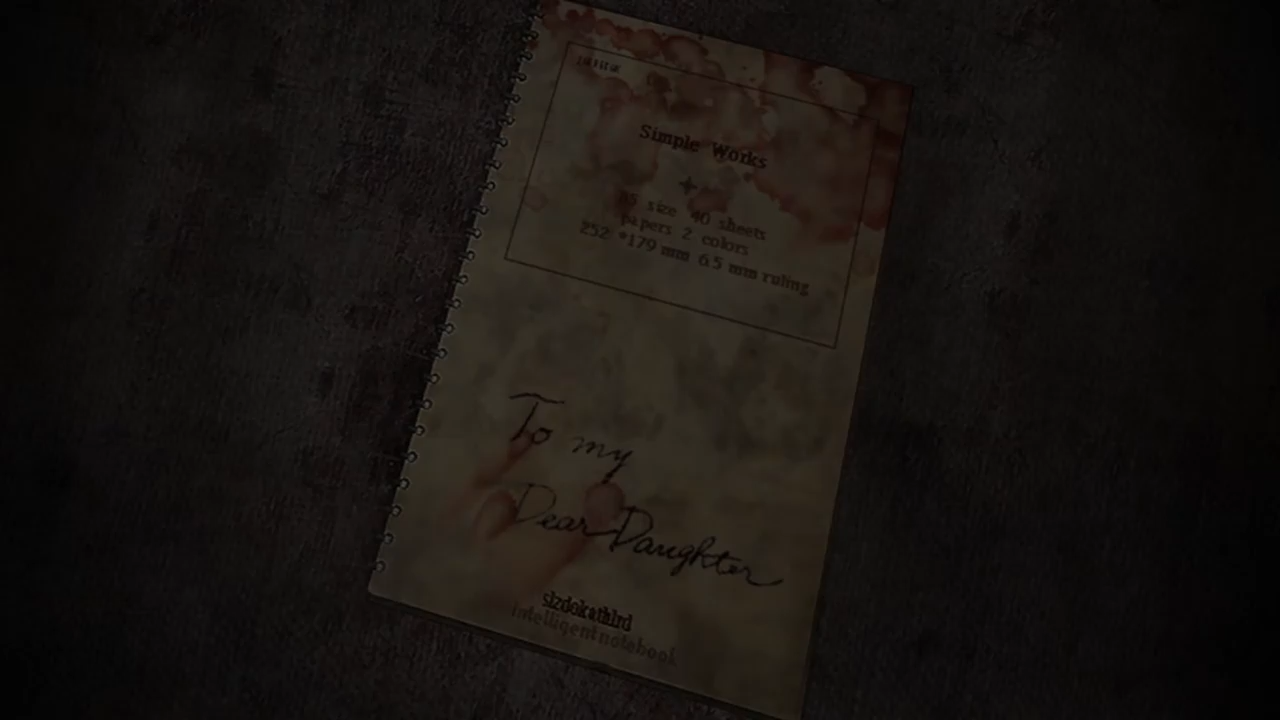 Simple Works
size 40 sheets
papers 2 colors
252 *179 mm 6.5 mm ruling
To my
Dear Daughter
intelligent notebook